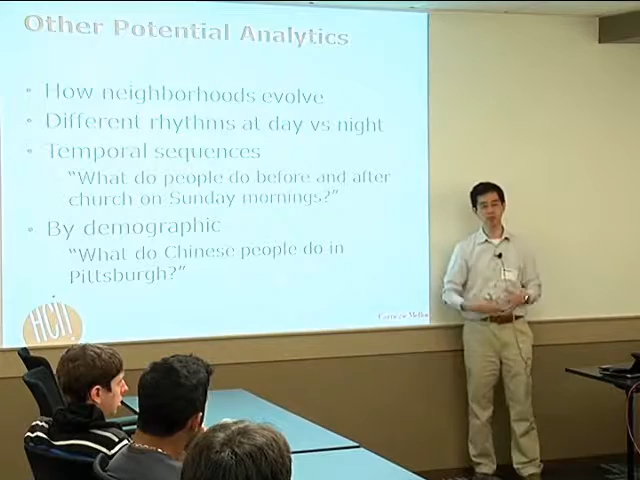 Other Potential Analytics
• How neighborhoods evolve
• Different rhythms at day vs night
• Temporal sequences
"What do people do before and after
church on Sunday mornings?"
• By demographic
"What do Chinese people do in
Pittsburgh?"
HCII
Carnegie Mellon